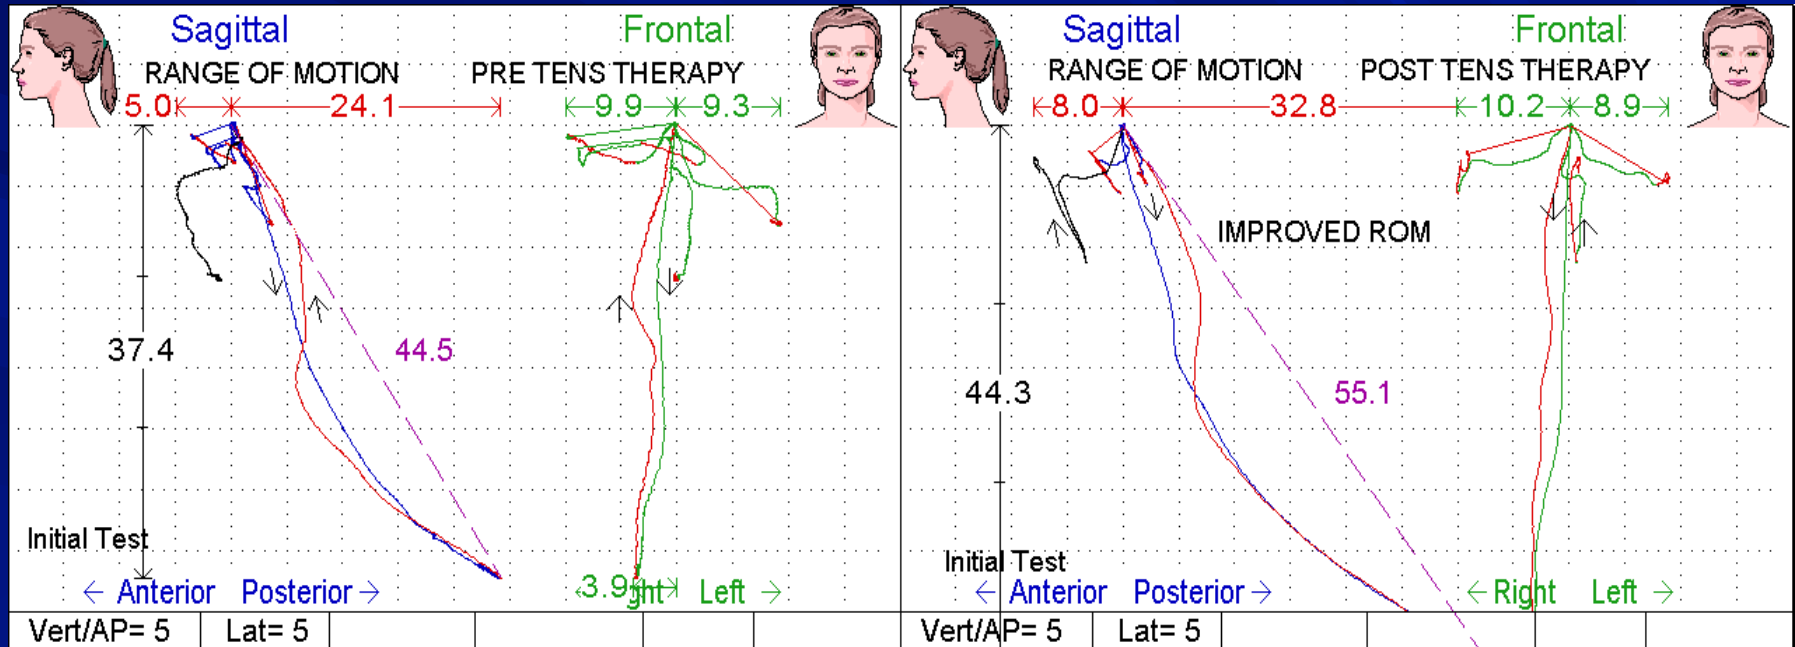 Sagittal
Frontal
RANGE OF MOTION
PRE TENS THERAPY
5.0
24.1
9.9
9.3
37.4
44.5
Initial Test
← Anterior Posterior →
3.9
Left →
Vert/AP= 5
Lat= 5
Sagittal
Frontal
RANGE OF MOTION
POST TENS THERAPY
8.0
32.8
10.2
8.9
IMPROVED ROM
44.3
55.1
Initial Test
← Anterior Posterior →
← Right Left →
Vert/AP= 5
Lat= 5